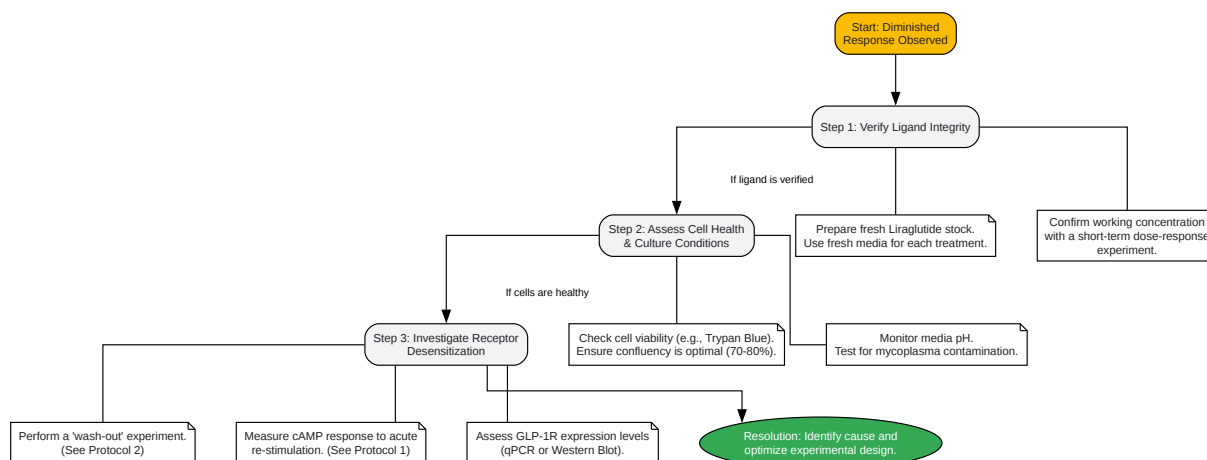 Start: Diminished
Response Observed
Step 1: Verify Ligand Integrity
If ligand is verified
Step 2: Assess Cell Health
& Culture Conditions
Prepare fresh Liraglutide stock.
Use fresh media for each treatment.
Confirm working concentration
with a short-term dose-response
experiment.
If cells are healthy
Step 3: Investigate Receptor
Desensitization
Check cell viability (e.g., Trypan Blue).
Ensure confluency is optimal (70-80%).
Monitor media pH.
Test for mycoplasma contamination.
Perform a 'wash-out' experiment.
(See Protocol 2)
Measure cAMP response to acute
re-stimulation. (See Protocol 1)
Assess GLP-1R expression levels
(qPCR or Western Blot).
Resolution: Identify cause and
optimize experimental design.